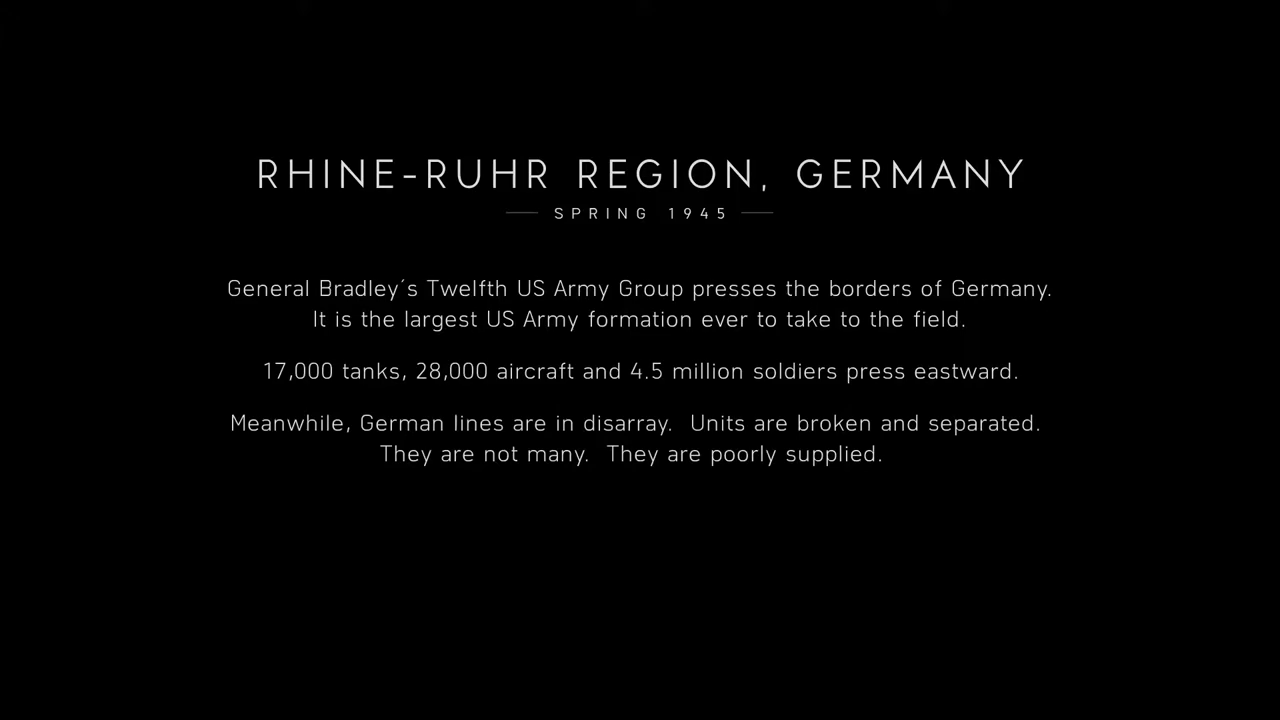 RHINE-RUHR REGION, GERMANY
SPRING 1945
General Bradley´s Twelfth US Army Group presses the borders of Germany.
It is the largest US Army formation ever to take to the field.
17,000 tanks, 28,000 aircraft and 4.5 million soldiers press eastward.
Meanwhile, German lines are in disarray.  Units are broken and separated.
They are not many.  They are poorly supplied.